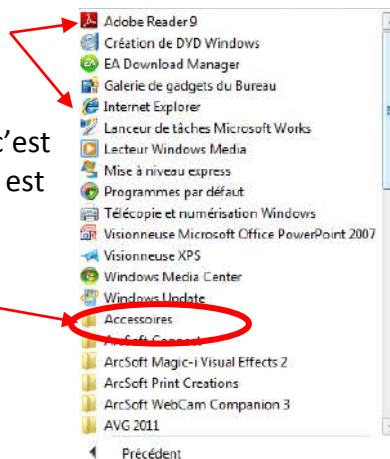 Adobe Reader 9
Création de DVD Windows
EA Download Manager
Galerie de gadgets du Bureau
Internet Explorer
c'est
Lanceur de tâches Microsoft Works
Lecteur Windows Media
est
Mise à niveau express
Programmes par défaut
Télécopie et numérisation Windows
Visionneuse Microsoft Office PowerPoint 2007
Visionneuse XPS
Windows Media Center
Windows Update
Accessoires
ArcSoft Connect
ArcSoft Magic-i Visual Effects 2
ArcSoft Print Creations
ArcSoft WebCam Companion 3
AVG 2011
Précédent